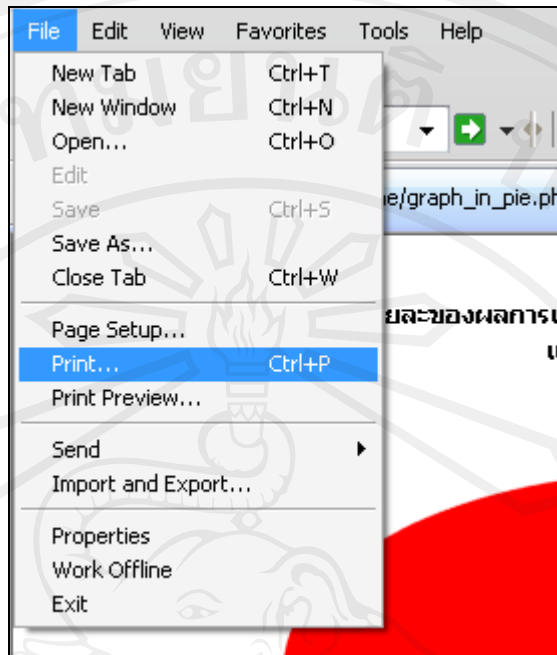 File Edit View Favorites Tools Help
New Tab Ctrl+T
New Window Ctrl+N
Open... Ctrl+O
Edit
Save Ctrl+S
Save As...
Close Tab Ctrl+W
Page Setup...
Print... Ctrl+P
Print Preview...
Send
Import and Export...
Properties
Work Offline
Exit
e/graph_in_pie.ph
ยละของผลการเ